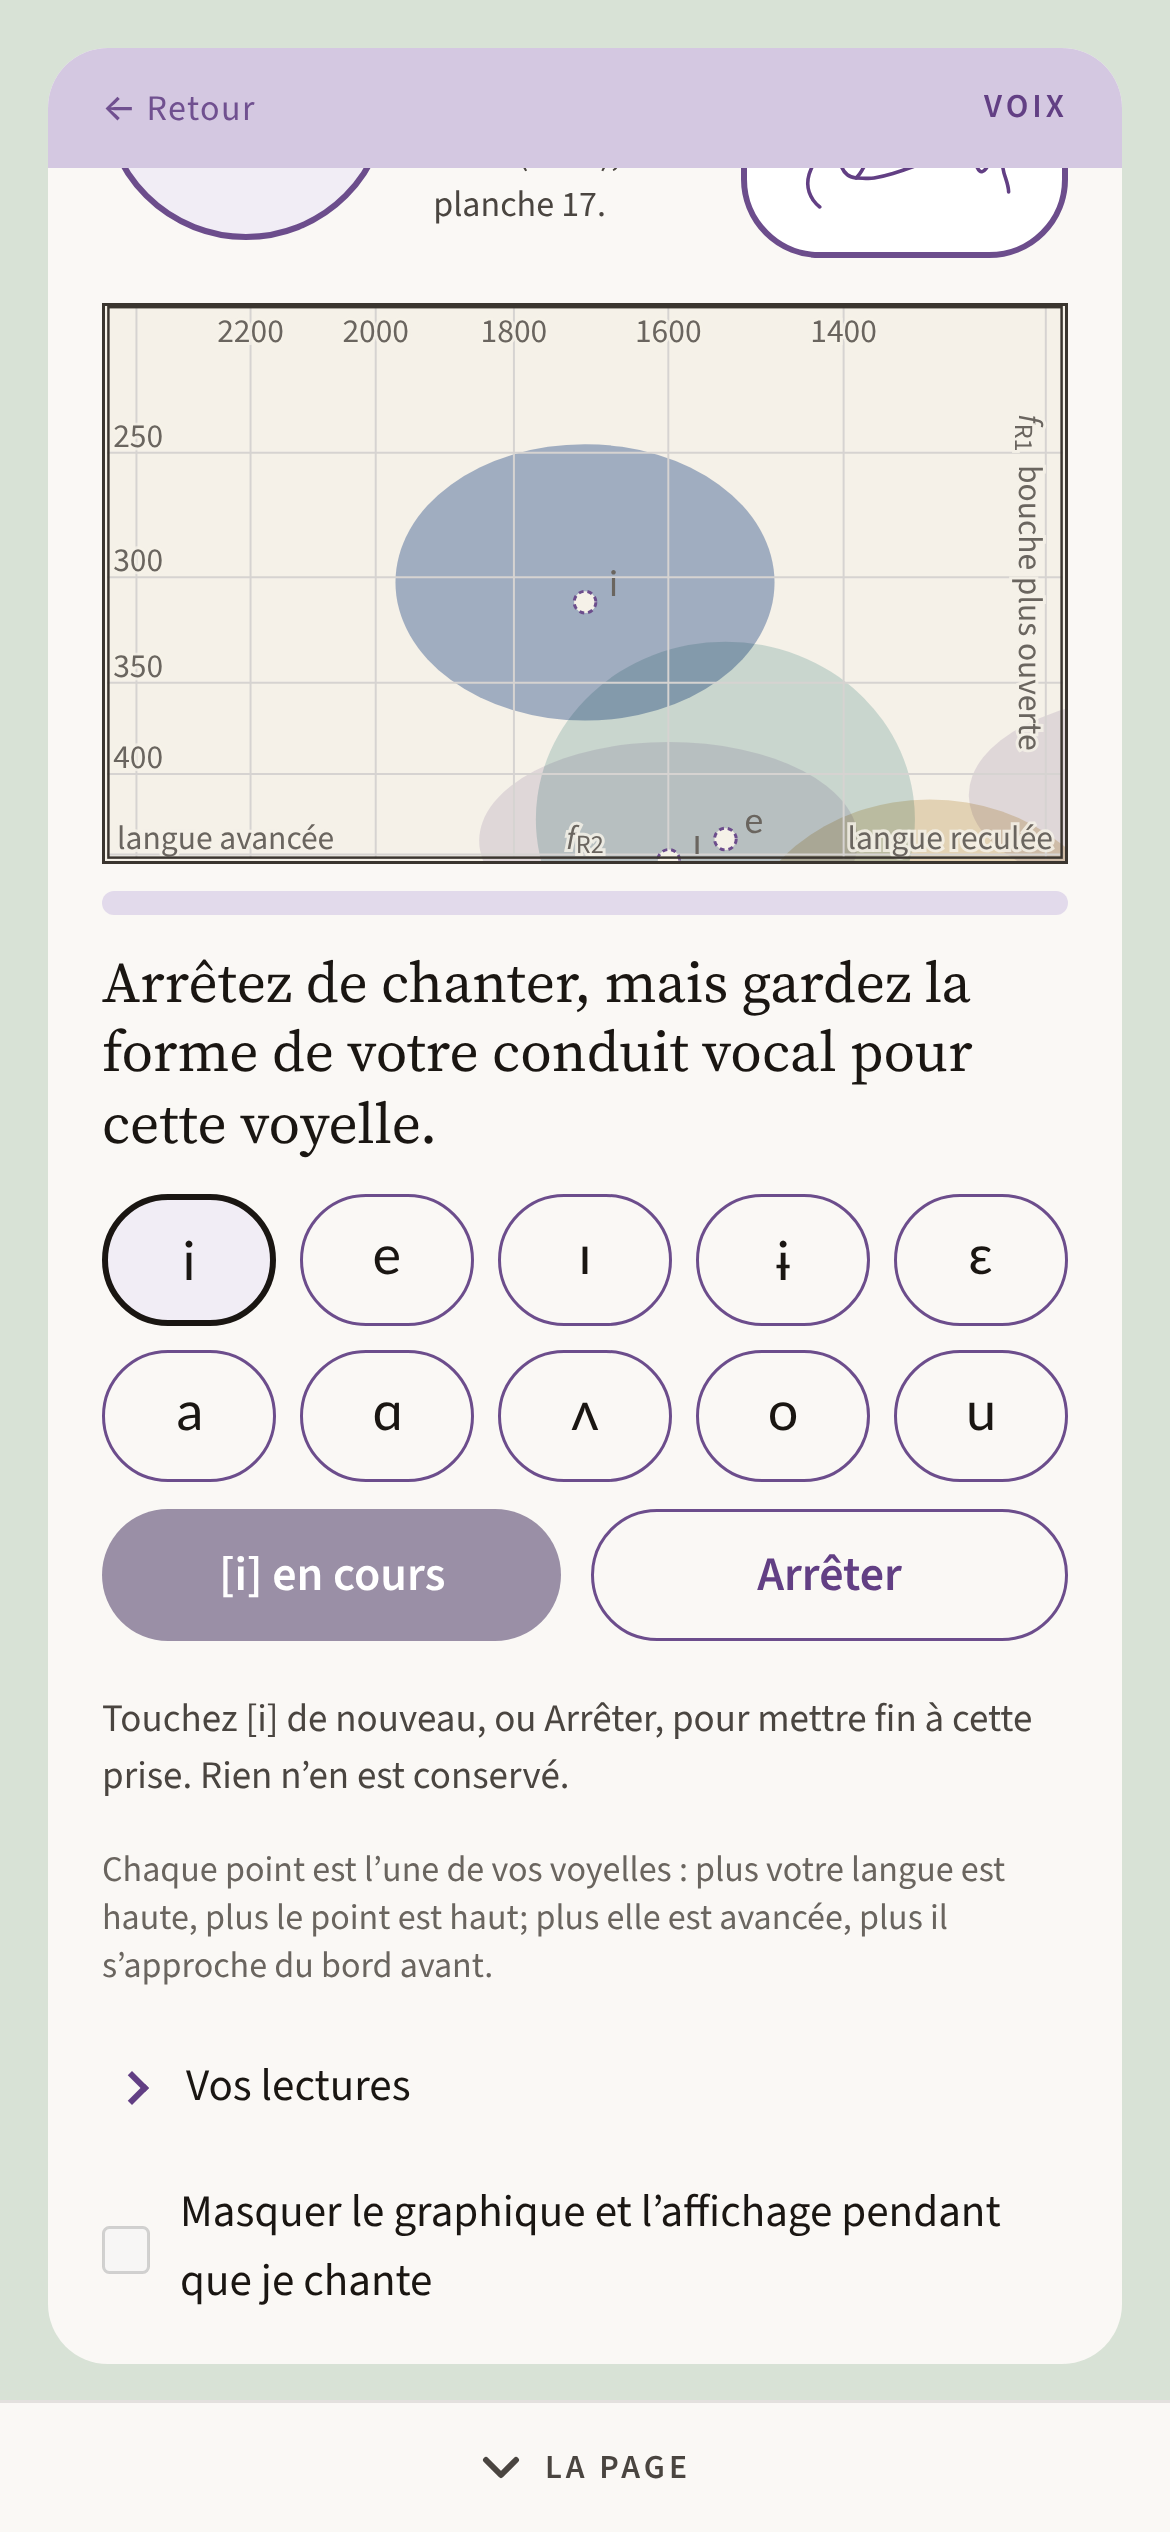 ← Retour
VOIX
planche 17.
2200 2000 1800 1600 1400
250
300
350
400
fR1 bouche plus ouverte
i
e
ı
langue avancée
fR2
langue reculée
Arrêtez de chanter, mais gardez la
forme de votre conduit vocal pour
cette voyelle.
i e ı ɨ ɛ
a ɑ ʌ o u
[i] en cours
Arrêter
Touchez [i] de nouveau, ou Arrêter, pour mettre fin à cette
prise. Rien n’en est conservé.
Chaque point est l’une de vos voyelles : plus votre langue est
haute, plus le point est haut; plus elle est avancée, plus il
s’approche du bord avant.
Vos lectures
Masquer le graphique et l’affichage pendant
que je chante
LA PAGE